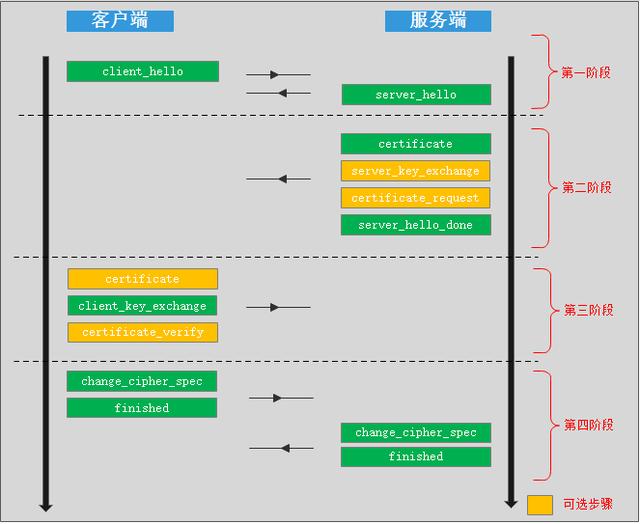 客户端
服务端
client_hello
server_hello
第一阶段
certificate
server_key_exchange
certificate_request
server_hello_done
第二阶段
certificate
client_key_exchange
certificate_verify
第三阶段
change_cipher_spec
finished
change_cipher_spec
finished
第四阶段
可选步骤